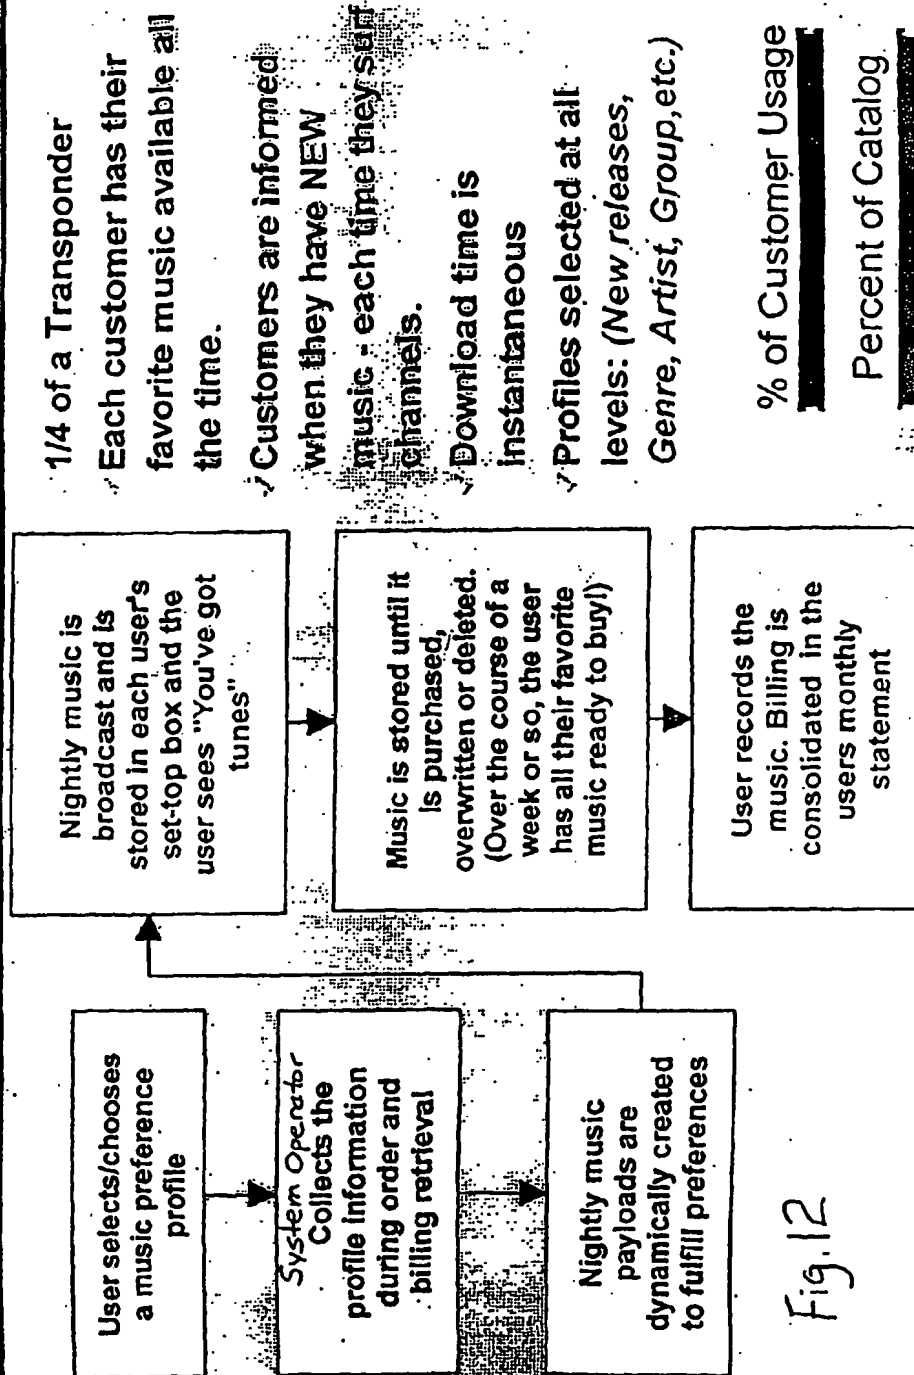 User selects/chooses
a music preference
profile
System Operator
Collects the
profile information
during order and
billing retrieval
Nightly music
payloads are
dynamically created
to fulfill preferences
Nightly music is
broadcast and is
stored in each user's
set-top box and the
user sees "You've got
tunes"
Music is stored until it
is purchased,
overwritten or deleted.
(Over the course of a
week or so, the user
has all their favorite
music ready to buy!)
User records the
music. Billing is
consolidated in the
users monthly
statement
1/4 of a Transponder
✓Each customer has their
favorite music available all
the time.
✓Customers are informed
when they have NEW
music - each time they surf
channels.
✓Download time is
instantaneous
✓Profiles selected at all
levels: (New releases,
Genre, Artist, Group,etc.)
% of Customer Usage
Percent of Catalog
Fig.12